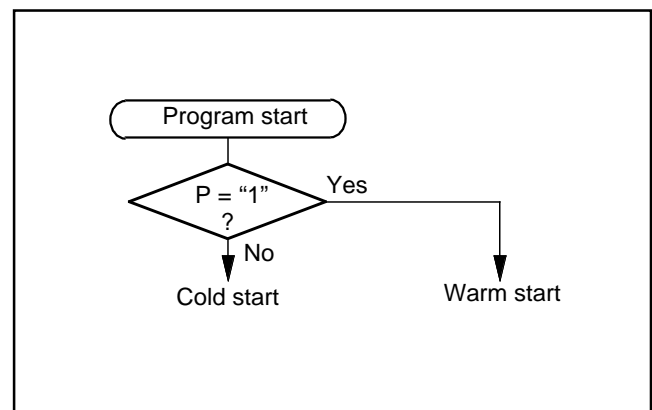 Program start
P = “1”
?
Yes
No
Cold start
Warm start